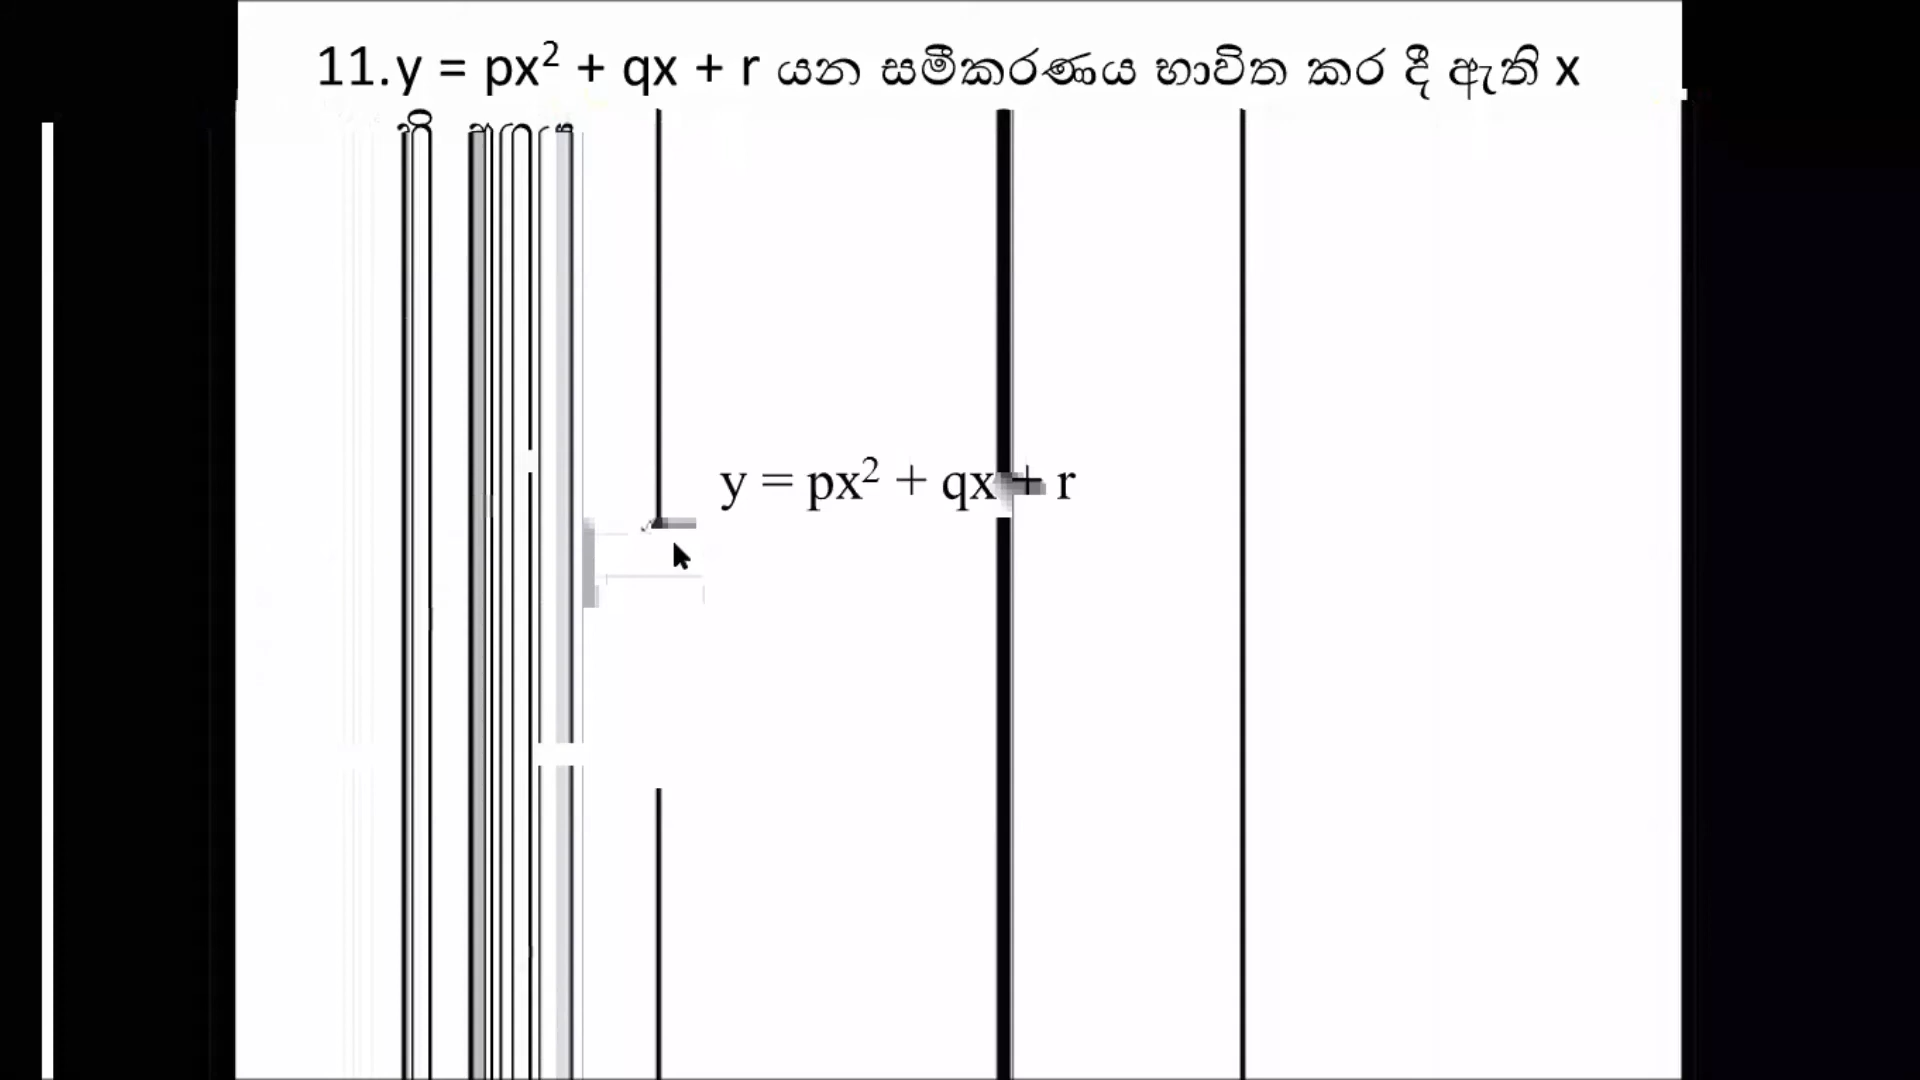 11. y = px² + qx + r යන සමීකරණය භාවිත කර දී ඇති x
y = px² + qx + r